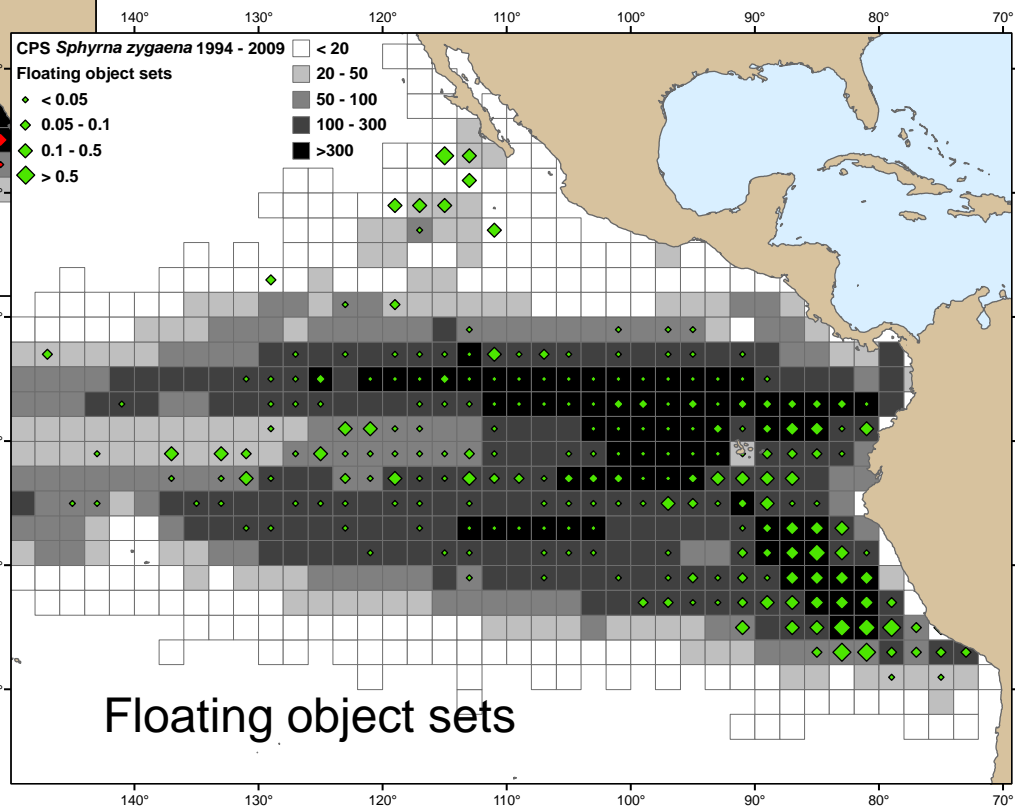 140° 130° 120° 110° 100° 90° 80° 70°
CPS Sphyrna zygaena 1994 - 2009
Floating object sets
< 0.05
0.05 - 0.1
0.1 - 0.5
> 0.5
< 20
20 - 50
50 - 100
100 - 300
>300
Floating object sets
140° 130° 120° 110° 100° 90° 80° 70°